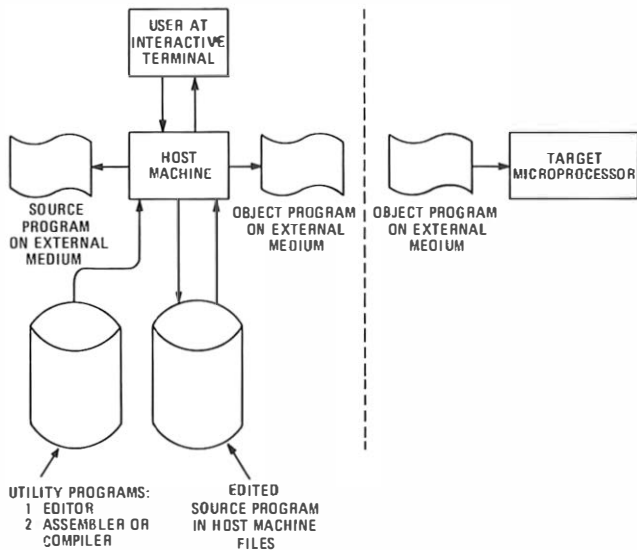 USER AT
INTERACTIVE
TERMINAL
HOST
MACHINE
TARGET
MICROPROCESSOR
SOURCE
PROGRAM
ON EXTERNAL
MEDIUM
OBJECT PROGRAM
ON EXTERNAL
MEDIUM
OBJECT PROGRAM
ON EXTERNAL
MEDIUM
UTILITY PROGRAMS:
1 EDITOR
2 ASSEMBLER OR
COMPILER
EDITED
SOURCE PROGRAM
IN HOST MACHINE
FILES